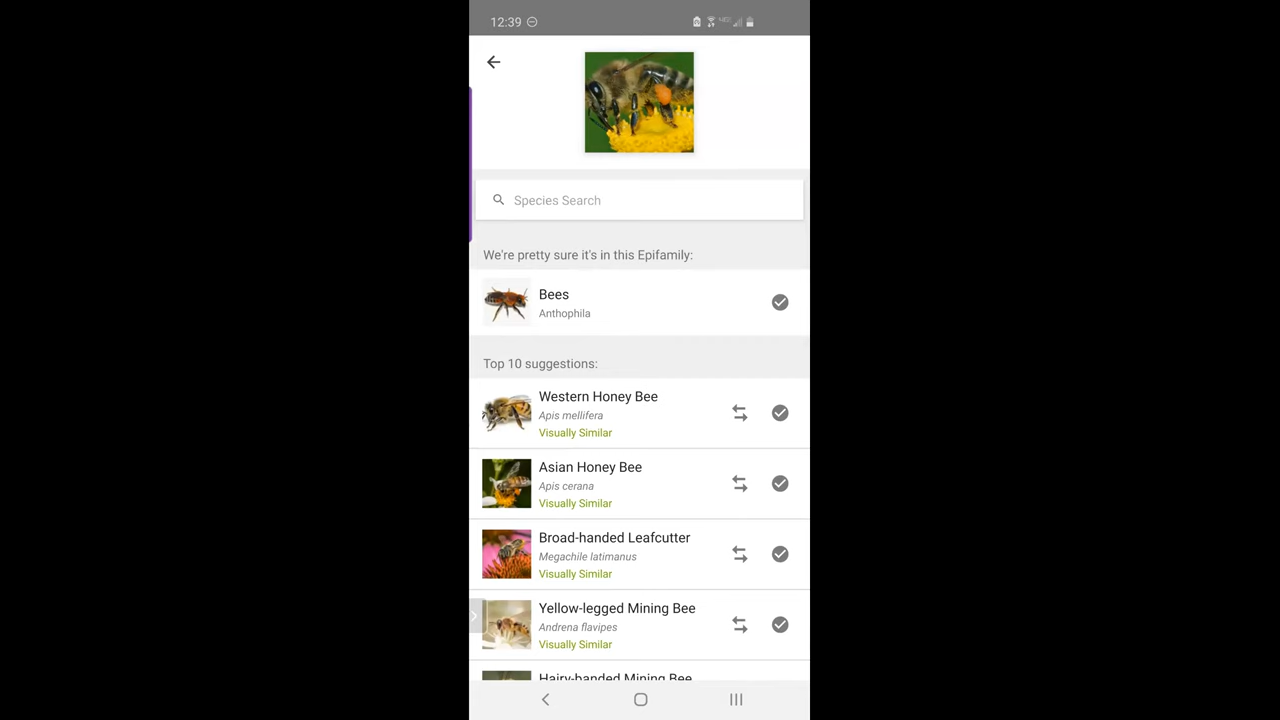 12:39
Species Search
We're pretty sure it's in this Epifamily:
Bees
Anthophila
Top 10 suggestions:
Western Honey Bee
Apis mellifera
Visually Similar
Asian Honey Bee
Apis cerana
Visually Similar
Broad-handed Leafcutter
Megachile latimanus
Visually Similar
Yellow-legged Mining Bee
Andrena flavipes
Visually Similar
Hairy-banded Mining Bee